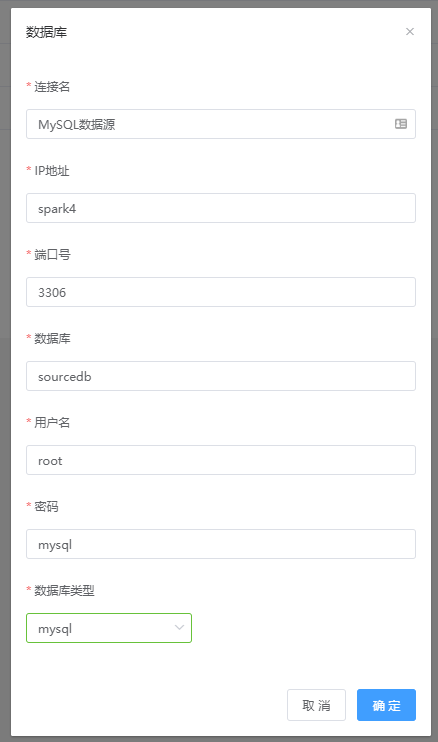 数据库
* 连接名
MySQL数据源
* IP地址
spark4
* 端口号
3306
* 数据库
sourcedb
* 用户名
root
* 密码
mysql
* 数据库类型
mysql
取 消 确 定